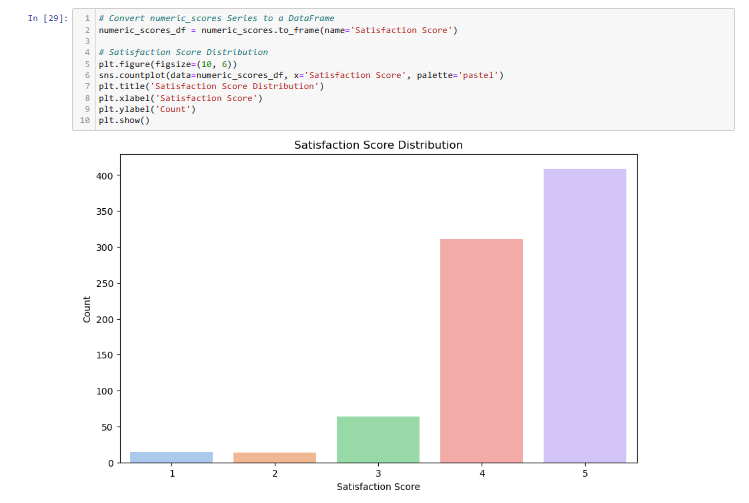 In [29]:
1 # Convert numeric_scores Series to a DataFrame
2 numeric_scores_df = numeric_scores.to_frame(name='Satisfaction Score')
3
4 # Satisfaction Score Distribution
5 plt.figure(figsize=(10, 6))
6 sns.countplot(data=numeric_scores_df, x='Satisfaction Score', palette='pastel')
7 plt.title('Satisfaction Score Distribution')
8 plt.xlabel('Satisfaction Score')
9 plt.ylabel('Count')
10 plt.show()
Satisfaction Score Distribution
400
350
300
250
200
150
100
50
0
Count
1 2 3 4 5
Satisfaction Score